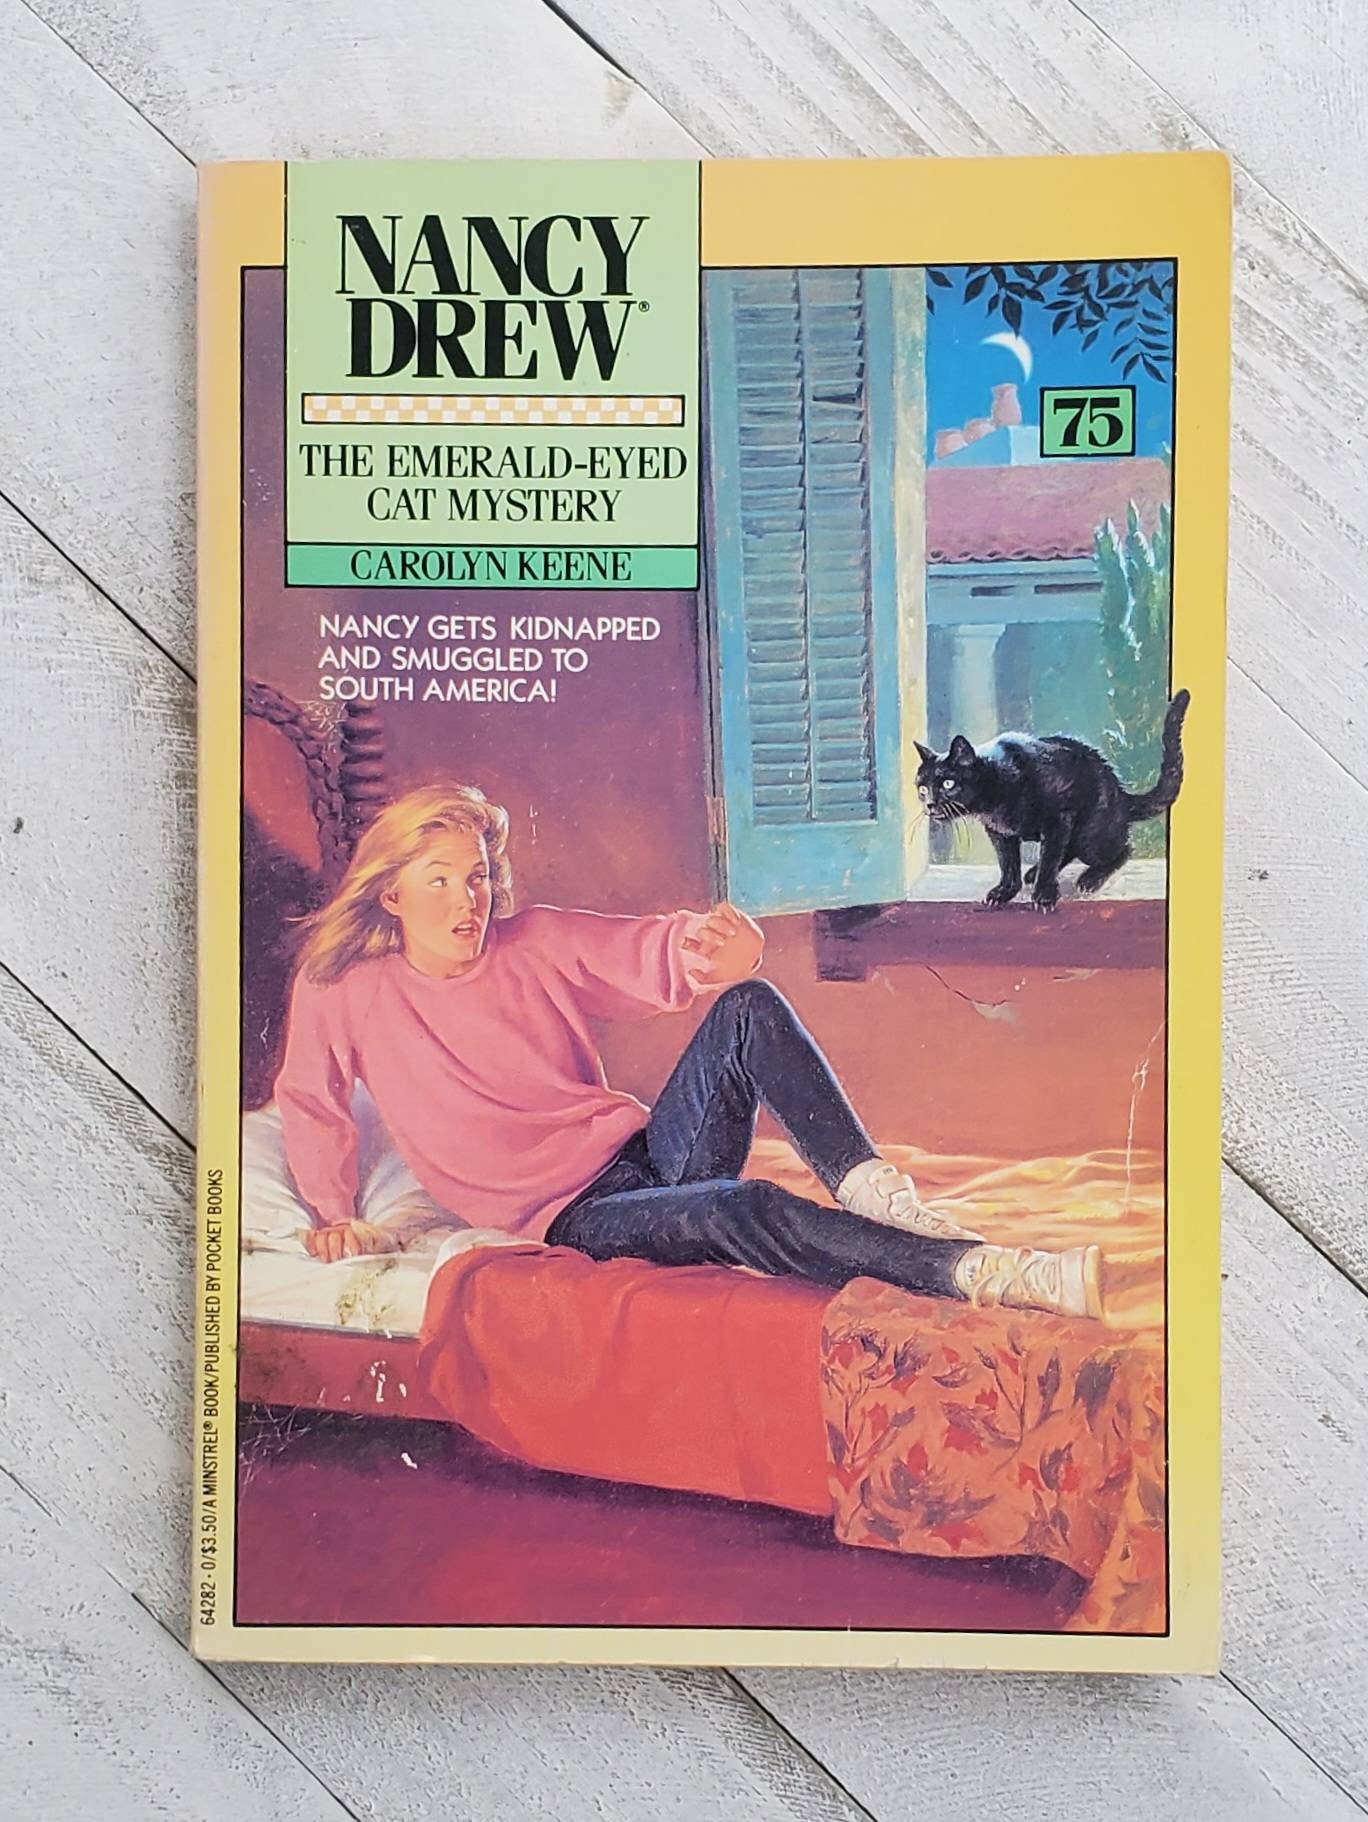 NANCY
DREW®
THE EMERALD-EYED
CAT MYSTERY
CAROLYN KEENE
75
NANCY GETS KIDNAPPED
AND SMUGGLED TO
SOUTH AMERICA!
64282-0/$3.50/A MINSTREL® BOOK/PUBLISHED BY POCKET BOOKS